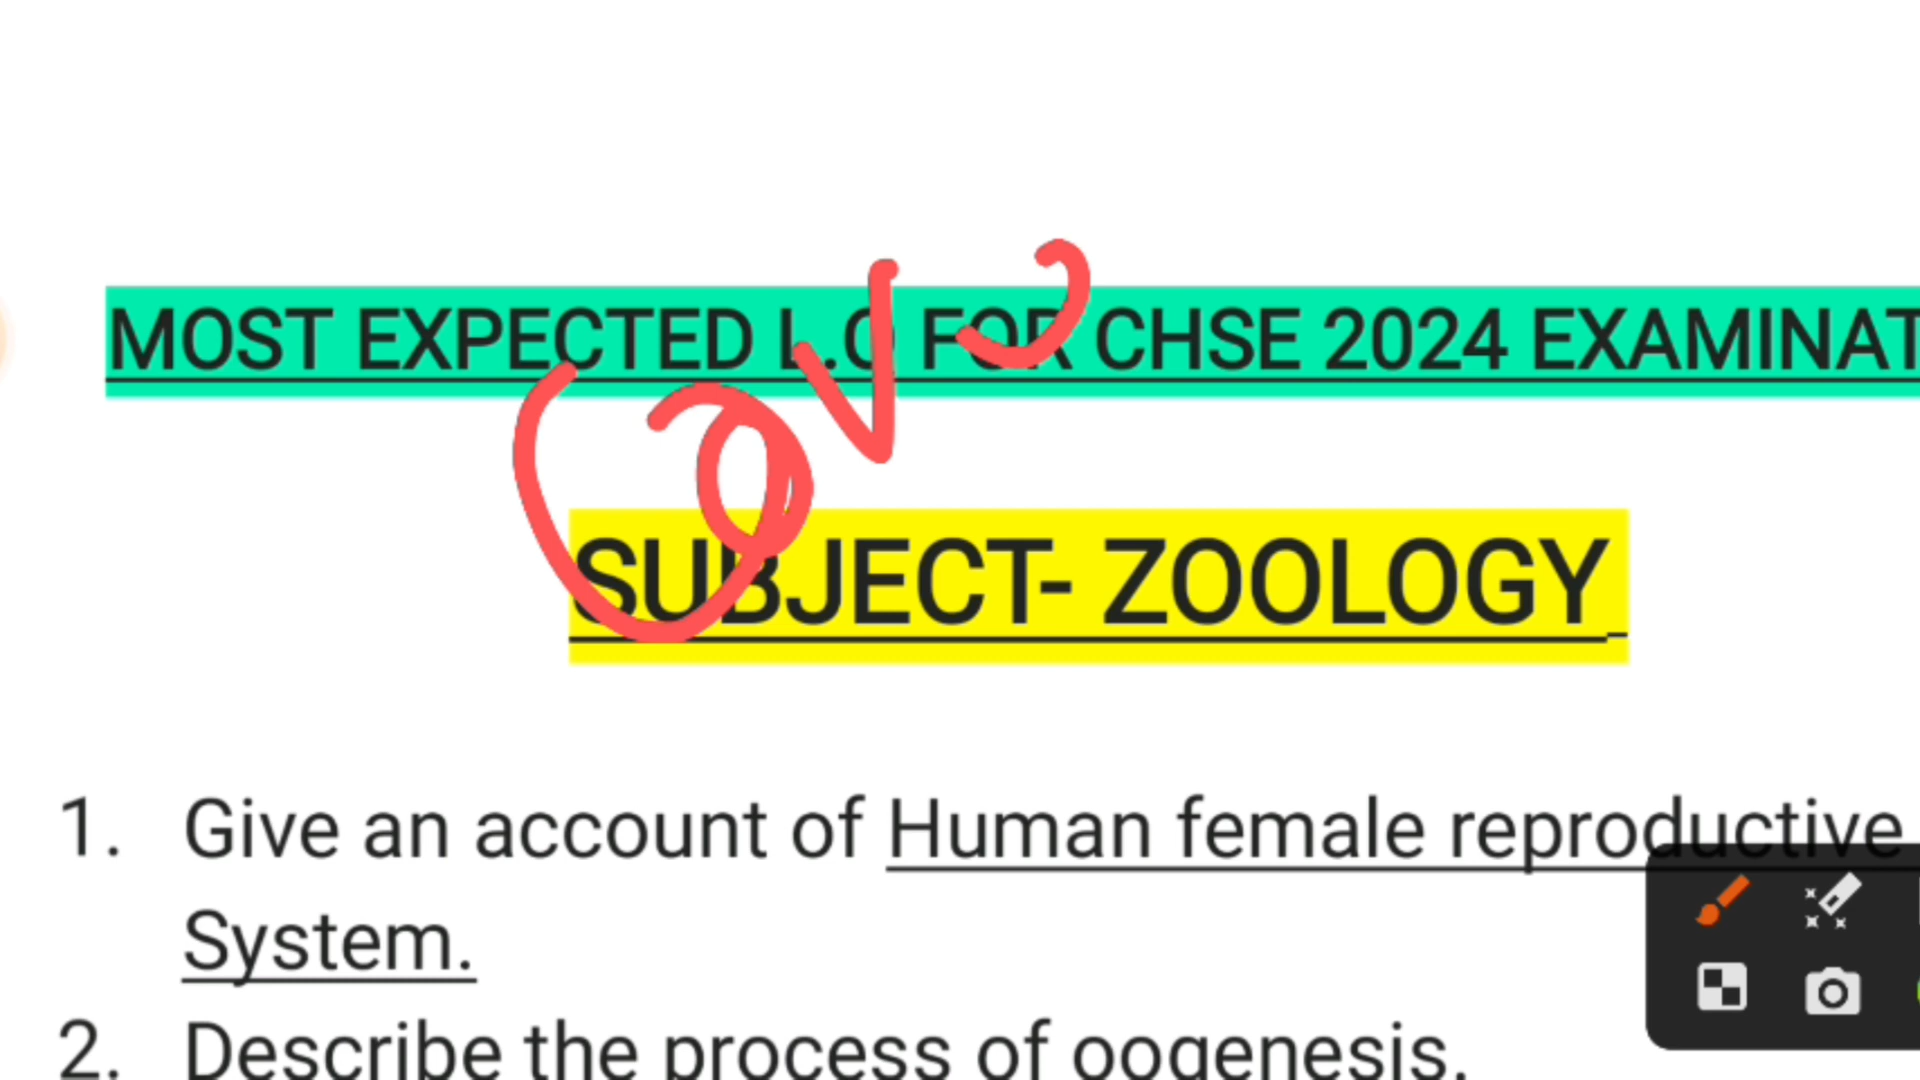 MOST EXPECTED L.Q FOR CHSE 2024 EXAMINAT
SUBJECT- ZOOLOGY
1. Give an account of Human female reproductive
System.
2. Describe the process of oogenesis.